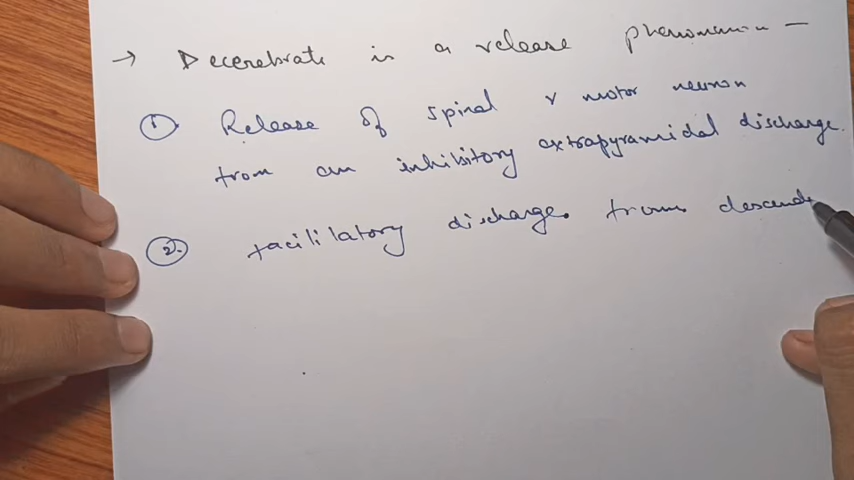 → Decerebrate is a release phenomenon —
① Release of spinal γ motor neuron
from an inhibitory extrapyramidal discharge.
② facilitatory discharge from descend